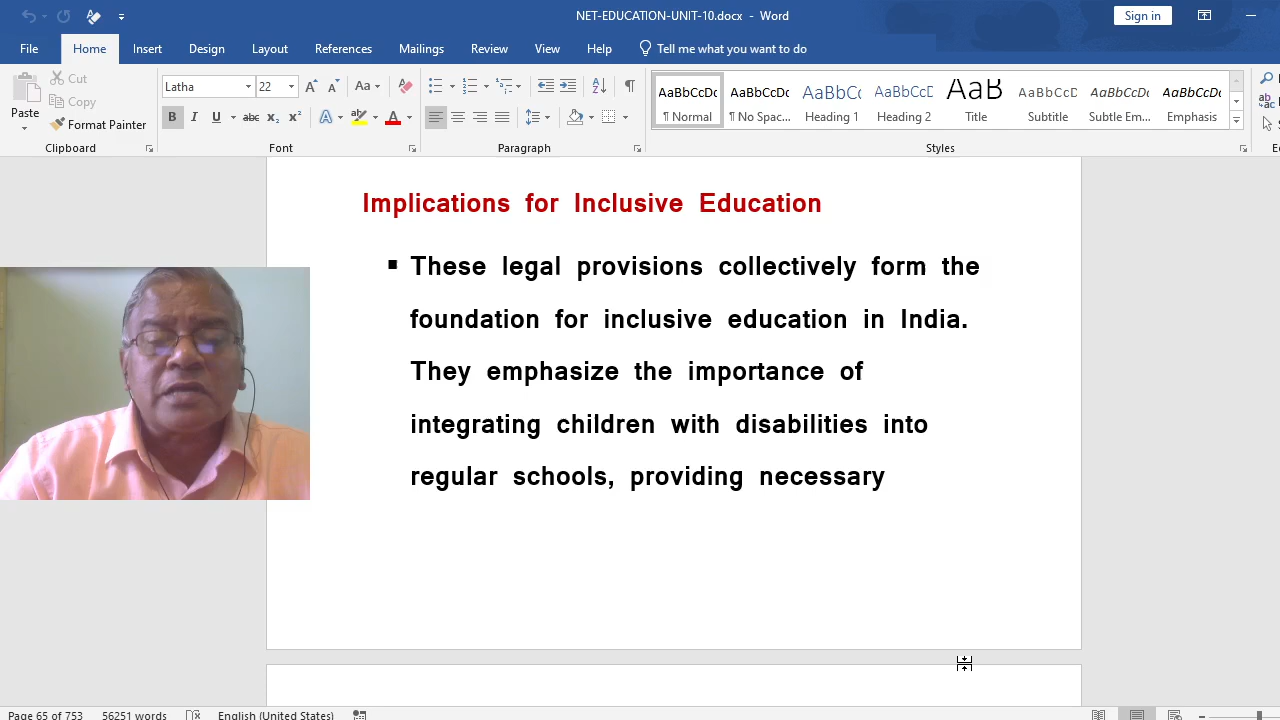 NET-EDUCATION-UNIT-10.docx - Word
Sign in
File Home Insert Design Layout References Mailings Review View Help Tell me what you want to do
Paste
Cut
Copy
Format Painter
Clipboard
Latha 22
Font
Paragraph
AaBbCcDc AaBbCcDc AaBbCc AaBbCcD AaB AaBbCcD AaBbCcDc AaBbCcDc
¶ Normal ¶ No Spac... Heading 1 Heading 2 Title Subtitle Subtle Em... Emphasis
Styles
Implications for Inclusive Education
▪ These legal provisions collectively form the
foundation for inclusive education in India.
They emphasize the importance of
integrating children with disabilities into
regular schools, providing necessary
Page 65 of 753 56251 words English (United States)